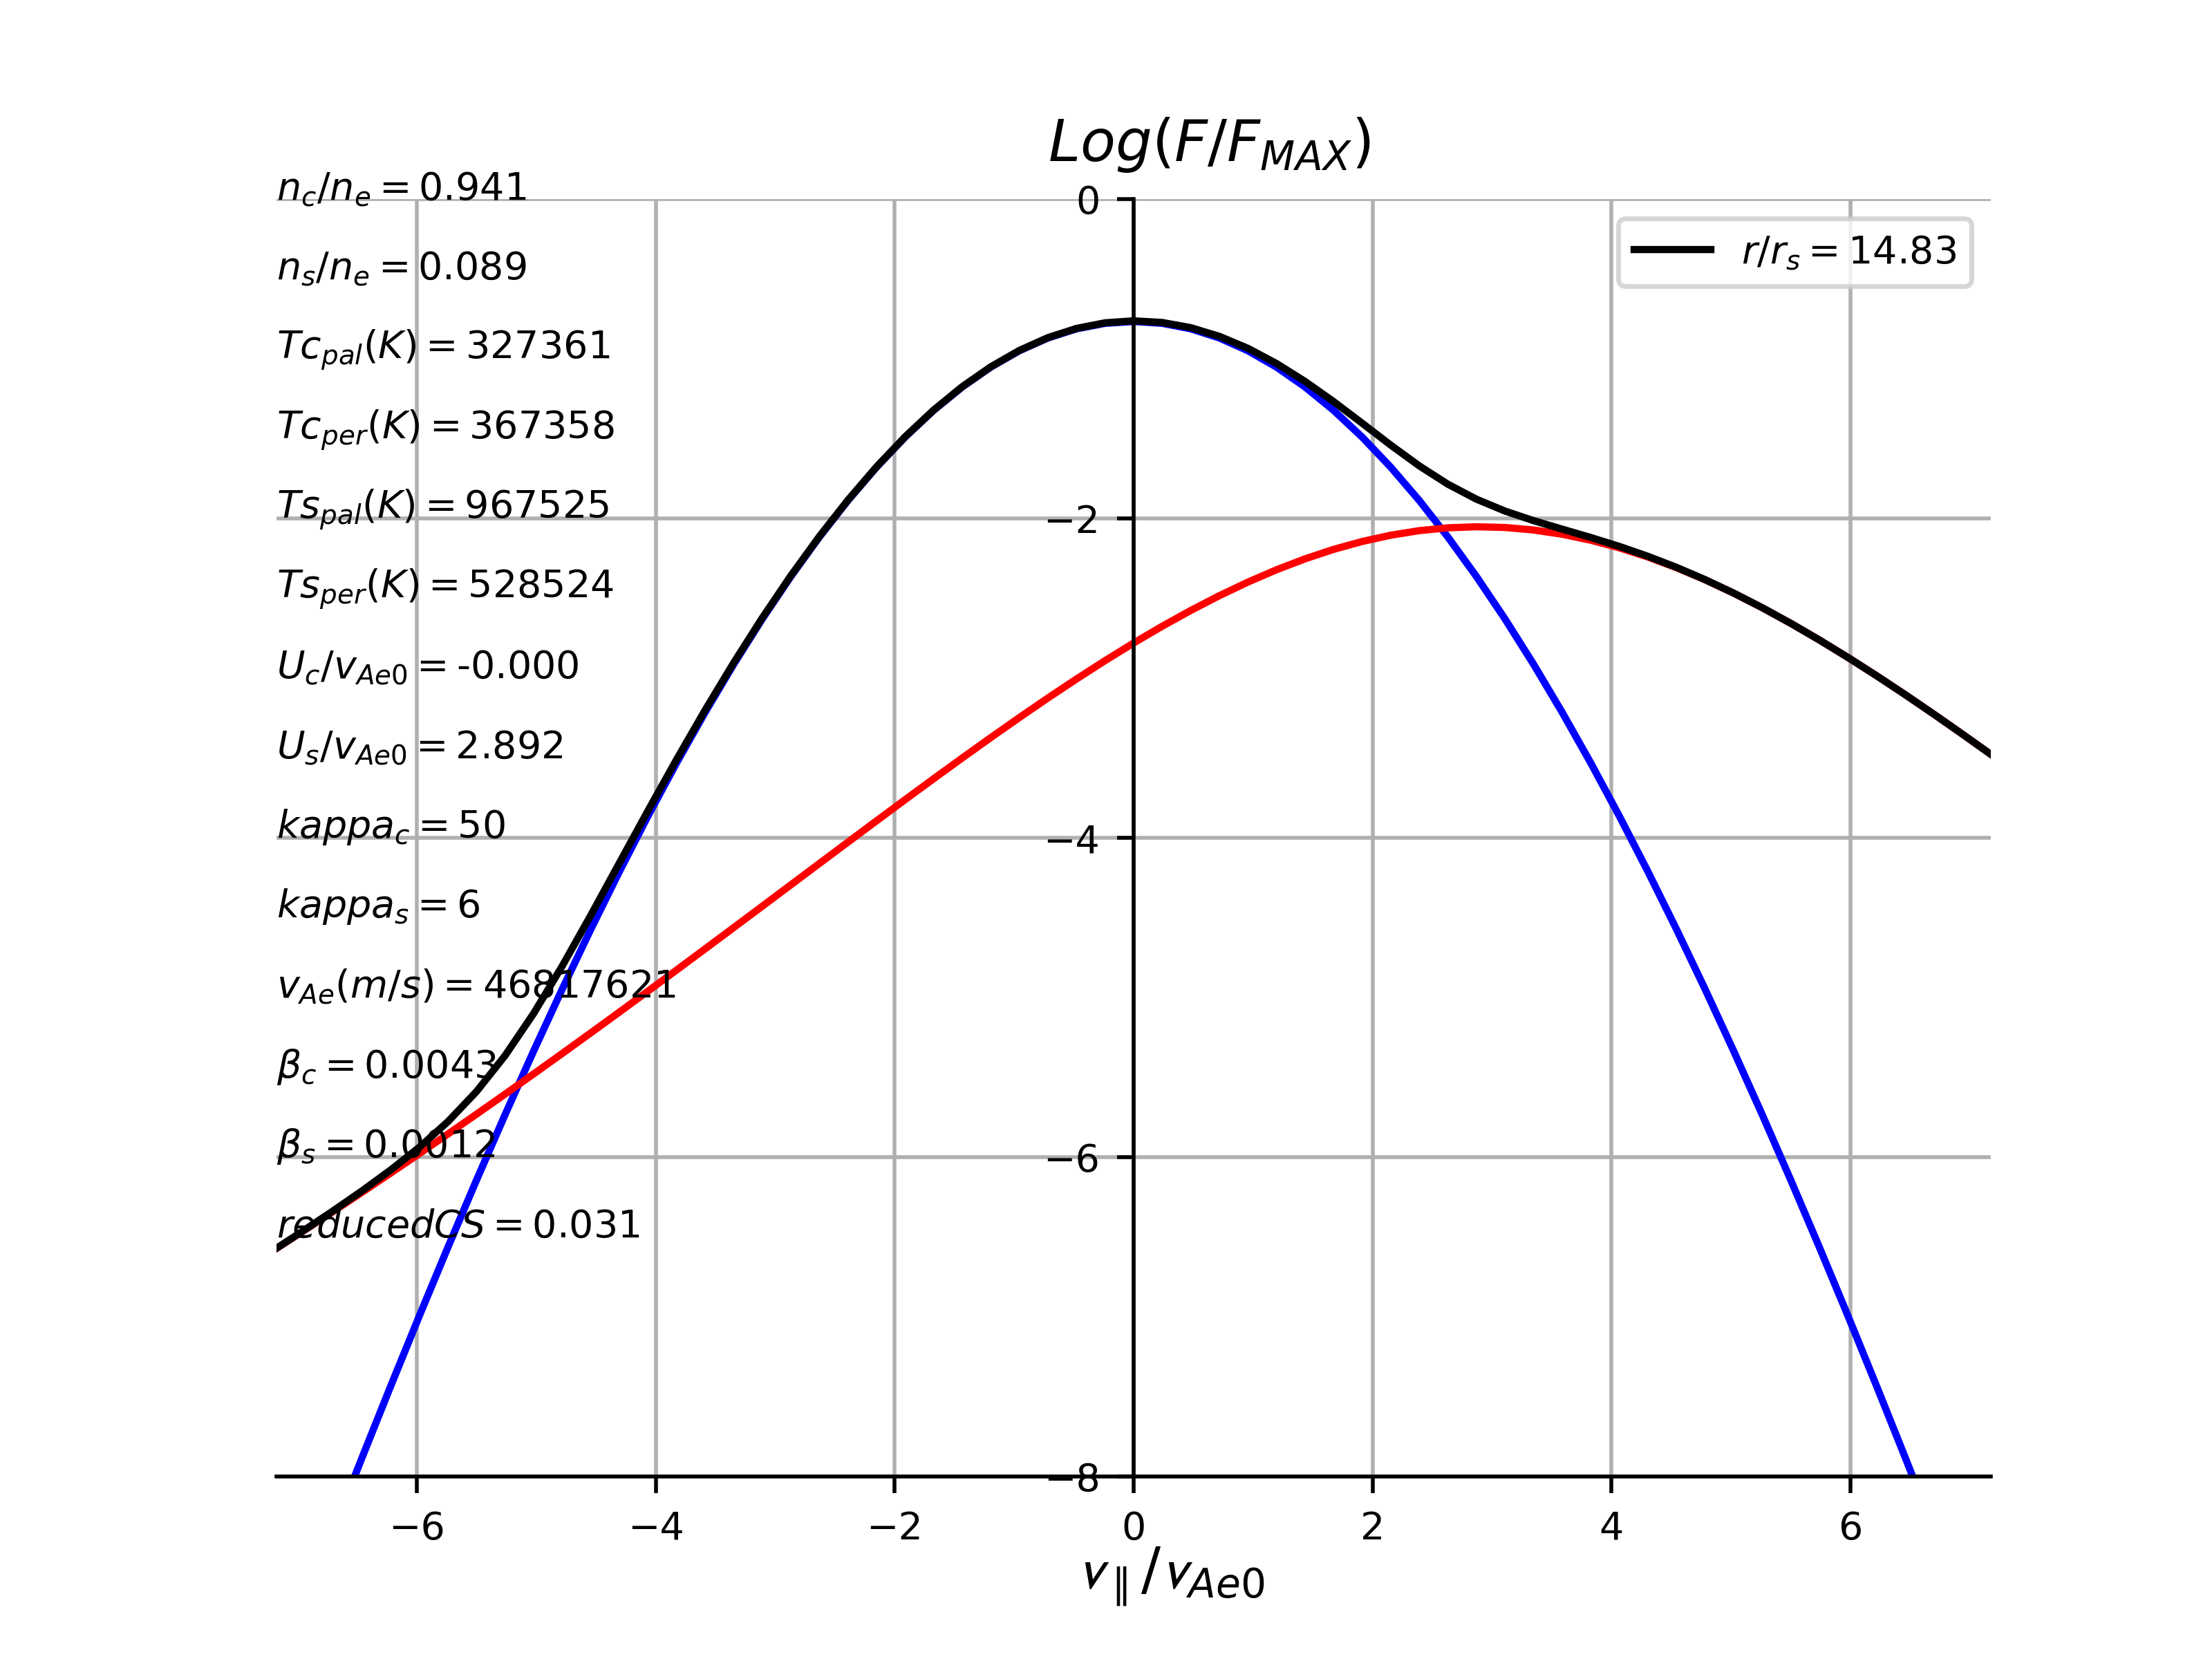 Log(F/F_MAX)
n_c/n_e = 0.941
0
r/r_s = 14.83
n_s/n_e = 0.089
Tc_pal(K) = 327361
Tc_per(K) = 367358
Ts_pal(K) = 967525
−2
Ts_per(K) = 528524
U_c/v_Ae0 = -0.000
U_s/v_Ae0 = 2.892
kappa_c = 50
−4
kappa_s = 6
v_Ae(m/s) = 46817621
β_c = 0.0043
β_s = 0.0012
−6
reducedCS = 0.031
−8
−6 −4 −2 0 2 4 6
v_∥/v_Ae0